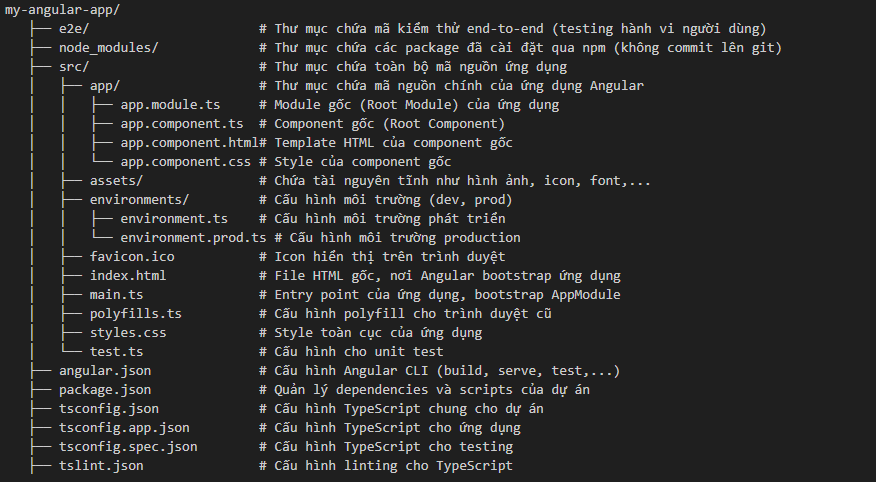 my-angular-app/
├── e2e/                      # Thư mục chứa mã kiểm thử end-to-end (testing hành vi người dùng)
├── node_modules/             # Thư mục chứa các package đã cài đặt qua npm (không commit lên git)
├── src/                      # Thư mục chứa toàn bộ mã nguồn ứng dụng
│   ├── app/                  # Thư mục chứa mã nguồn chính của ứng dụng Angular
│   │   ├── app.module.ts     # Module gốc (Root Module) của ứng dụng
│   │   ├── app.component.ts  # Component gốc (Root Component)
│   │   ├── app.component.html# Template HTML của component gốc
│   │   └── app.component.css # Style của component gốc
│   ├── assets/               # Chứa tài nguyên tĩnh như hình ảnh, icon, font,...
│   ├── environments/         # Cấu hình môi trường (dev, prod)
│   │   ├── environment.ts    # Cấu hình môi trường phát triển
│   │   └── environment.prod.ts # Cấu hình môi trường production
│   ├── favicon.ico           # Icon hiển thị trên trình duyệt
│   ├── index.html            # File HTML gốc, nơi Angular bootstrap ứng dụng
│   ├── main.ts               # Entry point của ứng dụng, bootstrap AppModule
│   ├── polyfills.ts          # Cấu hình polyfill cho trình duyệt cũ
│   ├── styles.css            # Style toàn cục của ứng dụng
│   └── test.ts               # Cấu hình cho unit test
├── angular.json              # Cấu hình Angular CLI (build, serve, test,...)
├── package.json              # Quản lý dependencies và scripts của dự án
├── tsconfig.json             # Cấu hình TypeScript chung cho dự án
├── tsconfig.app.json         # Cấu hình TypeScript cho ứng dụng
├── tsconfig.spec.json        # Cấu hình TypeScript cho testing
├── tslint.json               # Cấu hình linting cho TypeScript